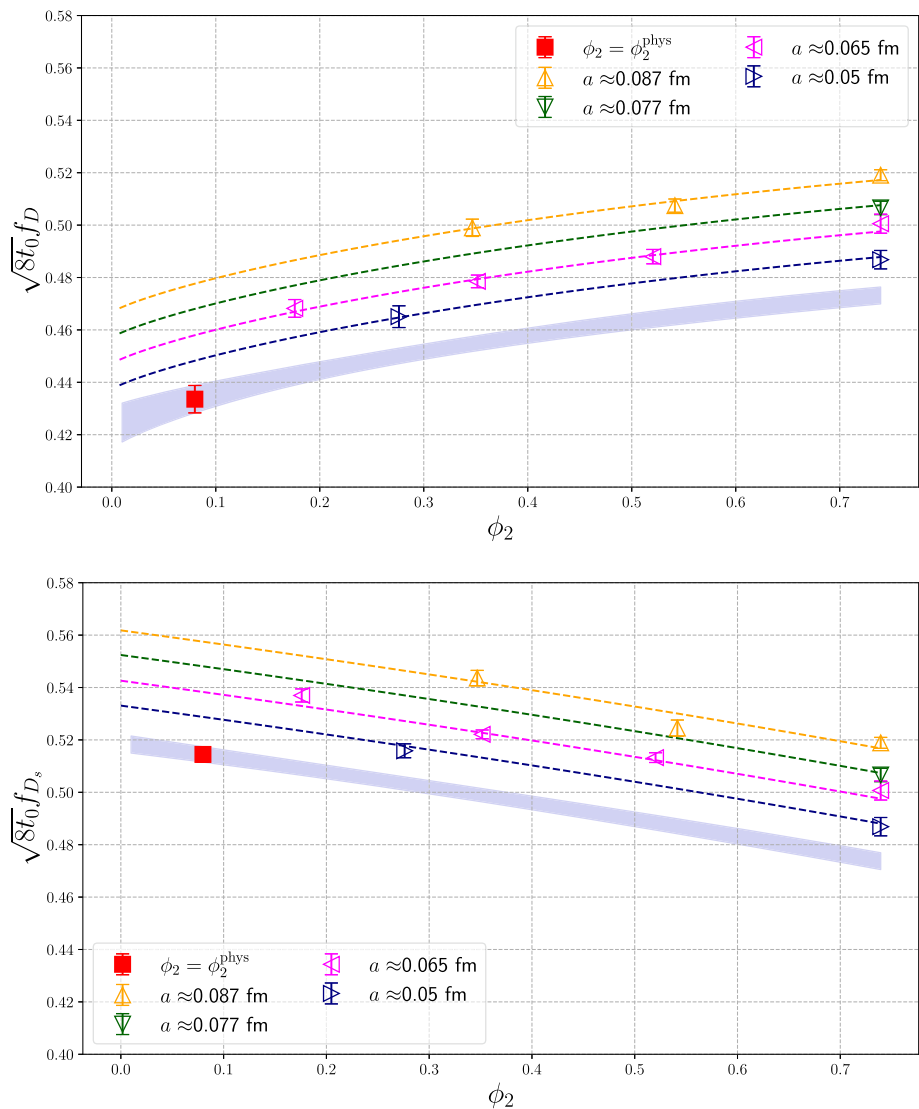 0.58
0.56
0.54
0.52
0.50
0.48
0.46
0.44
0.42
0.40
√8t₀f_D
ϕ₂ = ϕ₂^phys
a ≈0.087 fm
a ≈0.077 fm
a ≈0.065 fm
a ≈0.05 fm
0.0 0.1 0.2 0.3 0.4 0.5 0.6 0.7
ϕ₂
0.58
0.56
0.54
0.52
0.50
0.48
0.46
0.44
0.42
0.40
√8t₀f_{D_s}
ϕ₂ = ϕ₂^phys
a ≈0.087 fm
a ≈0.077 fm
a ≈0.065 fm
a ≈0.05 fm
0.0 0.1 0.2 0.3 0.4 0.5 0.6 0.7
ϕ₂